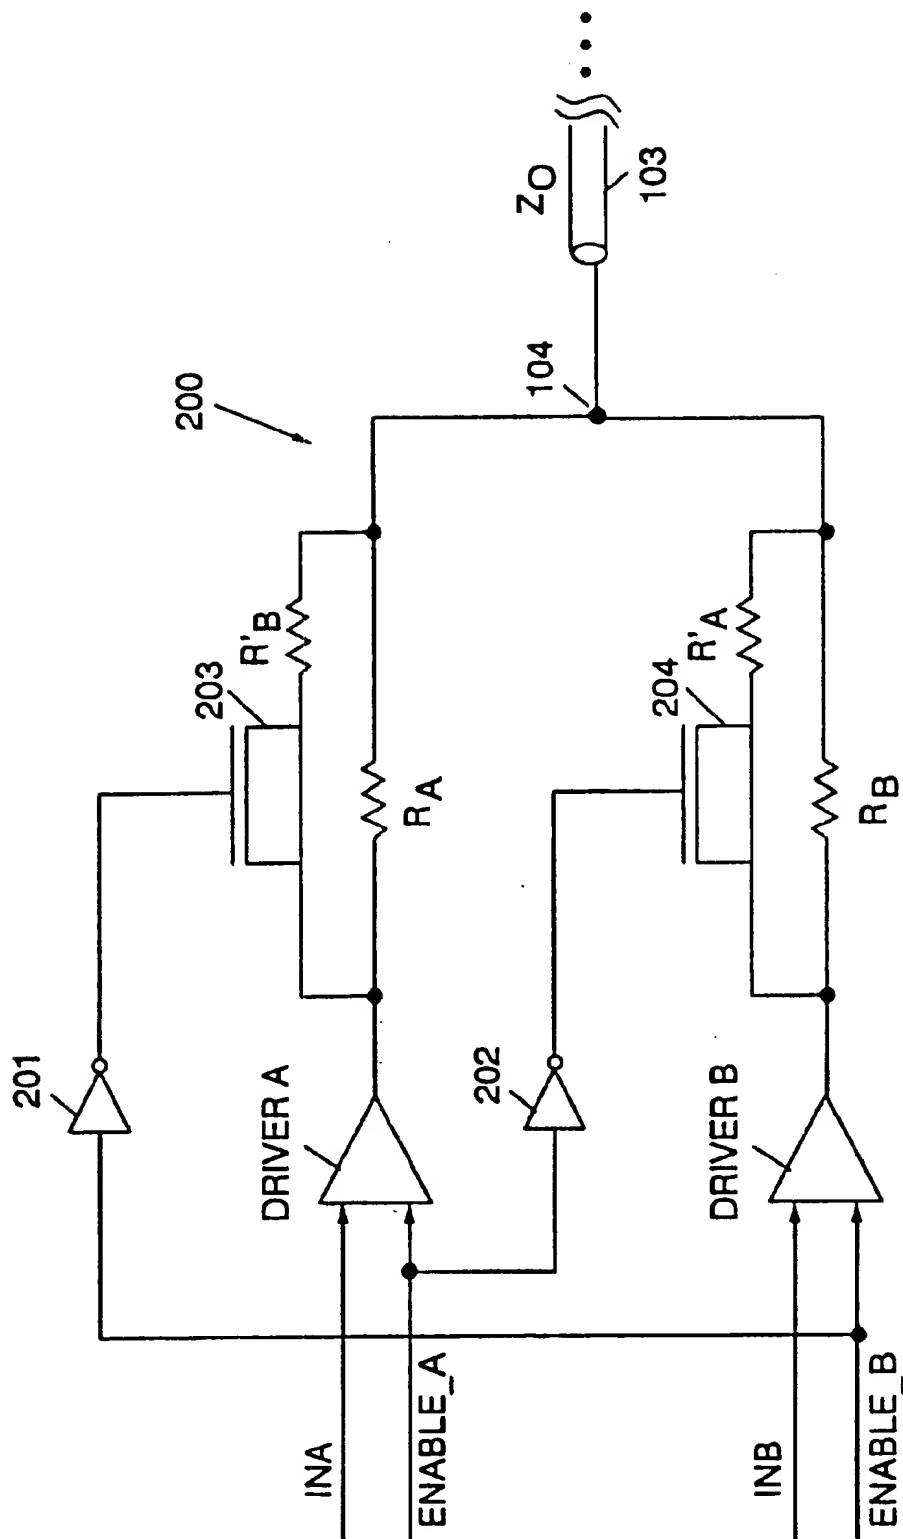 200
201
203
R'B
RA
DRIVER A
INA
ENABLE_A
104
ZO
103
202
204
R'A
RB
DRIVER B
INB
ENABLE_B